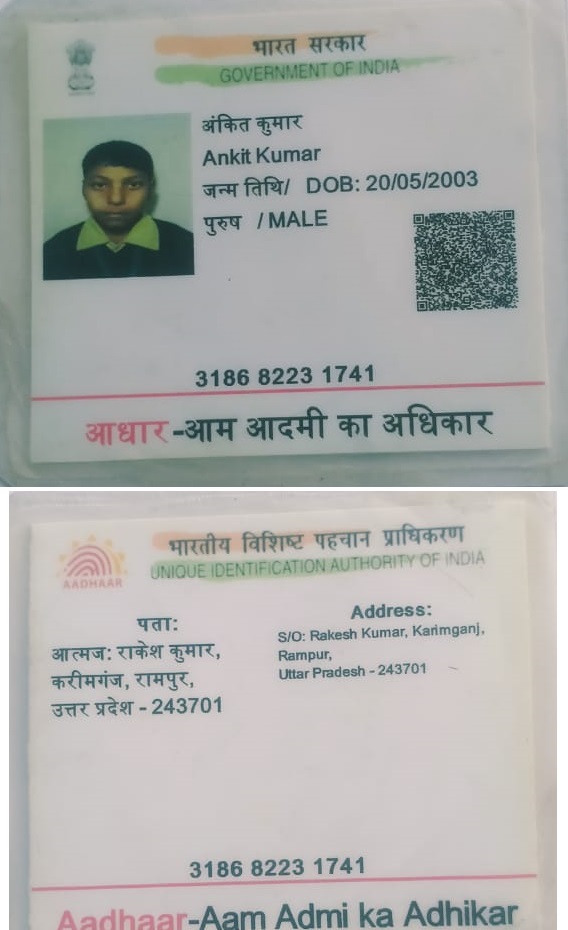 भारत सरकार
GOVERNMENT OF INDIA
अंकित कुमार
Ankit Kumar
जन्म तिथि/ DOB: 20/05/2003
पुरुष / MALE
3186 8223 1741
आधार-आम आदमी का अधिकार
भारतीय विशिष्ट पहचान प्राधिकरण
UNIQUE IDENTIFICATION AUTHORITY OF INDIA
AADHAAR
पता:
आत्मज: राकेश कुमार,
करीमगंज, रामपुर,
उत्तर प्रदेश - 243701
Address:
S/O: Rakesh Kumar, Karimganj,
Rampur,
Uttar Pradesh - 243701
3186 8223 1741
Aadhaar-Aam Admi ka Adhikar